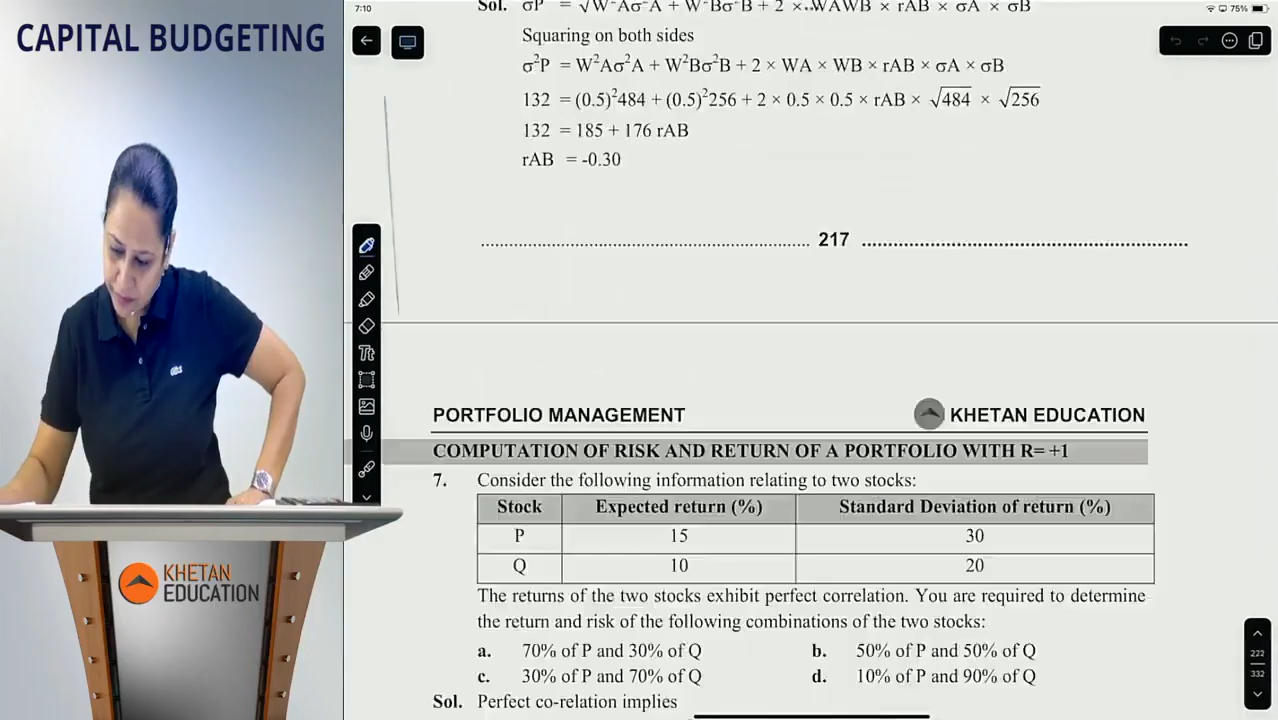 CAPITAL BUDGETING
7:10
75%
Sol. σP = √W²Aσ²A + W²Bσ²B + 2 × WAWB × rAB × σA × σB
Squaring on both sides
σ²P = W²Aσ²A + W²Bσ²B + 2 × WA × WB × rAB × σA × σB
132 = (0.5)²484 + (0.5)²256 + 2 × 0.5 × 0.5 × rAB × √484 × √256
132 = 185 + 176 rAB
rAB = -0.30
217
PORTFOLIO MANAGEMENT KHETAN EDUCATION
COMPUTATION OF RISK AND RETURN OF A PORTFOLIO WITH R= +1
7. Consider the following information relating to two stocks:
Stock Expected return (%) Standard Deviation of return (%)
P 15 30
Q 10 20
The returns of the two stocks exhibit perfect correlation. You are required to determine
the return and risk of the following combinations of the two stocks:
a. 70% of P and 30% of Q b. 50% of P and 50% of Q
c. 30% of P and 70% of Q d. 10% of P and 90% of Q
Sol. Perfect co-relation implies
Tt
222
332
KHETAN
EDUCATION